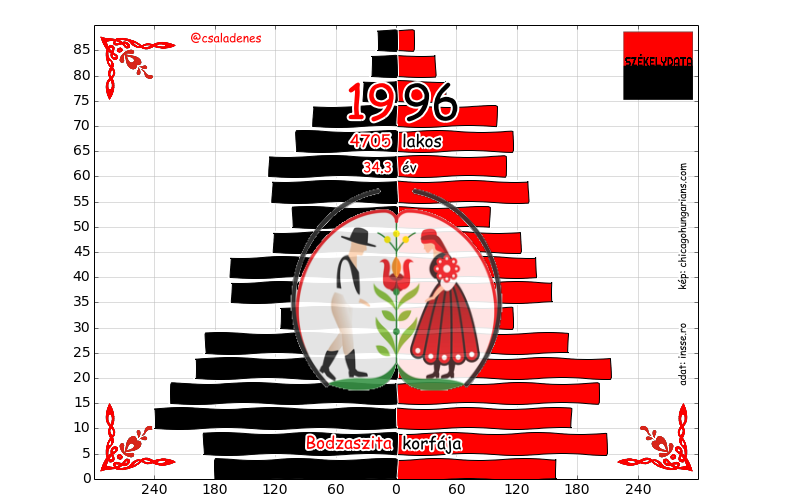 @csaladenes
SZÉKELYDATA
1996
4705 lakos
34.3 év
kép: chicagohungarians.com
adat: insse.ro
Bodzaszita korfája
85
80
75
70
65
60
55
50
45
40
35
30
25
20
15
10
5
0
240 180 120 60 0 60 120 180 240